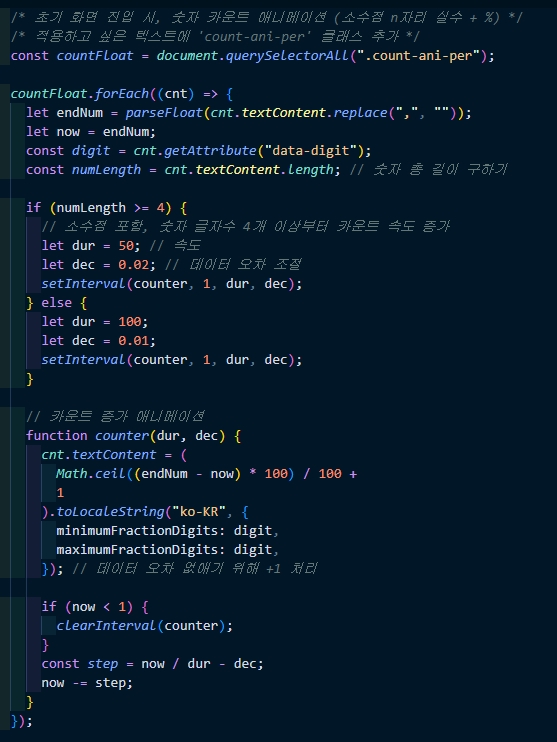 /* 초기 화면 진입 시, 숫자 카운트 애니메이션 (소수점 n자리 실수 + %) */
/* 적용하고 싶은 텍스트에 'count-ani-per' 클래스 추가 */
const countFloat = document.querySelectorAll(".count-ani-per");

countFloat.forEach((cnt) => {
  let endNum = parseFloat(cnt.textContent.replace(",", ""));
  let now = endNum;
  const digit = cnt.getAttribute("data-digit");
  const numLength = cnt.textContent.length; // 숫자 총 길이 구하기

  if (numLength >= 4) {
    // 소수점 포함, 숫자 글자수 4개 이상부터 카운트 속도 증가
    let dur = 50; // 속도
    let dec = 0.02; // 데이터 오차 조절
    setInterval(counter, 1, dur, dec);
  } else {
    let dur = 100;
    let dec = 0.01;
    setInterval(counter, 1, dur, dec);
  }

  // 카운트 증가 애니메이션
  function counter(dur, dec) {
    cnt.textContent = (
      Math.ceil((endNum - now) * 100) / 100 +
      1
    ).toLocaleString("ko-KR", {
      minimumFractionDigits: digit,
      maximumFractionDigits: digit,
    }); // 데이터 오차 없애기 위해 +1 처리

    if (now < 1) {
      clearInterval(counter);
    }
    const step = now / dur - dec;
    now -= step;
  }
});